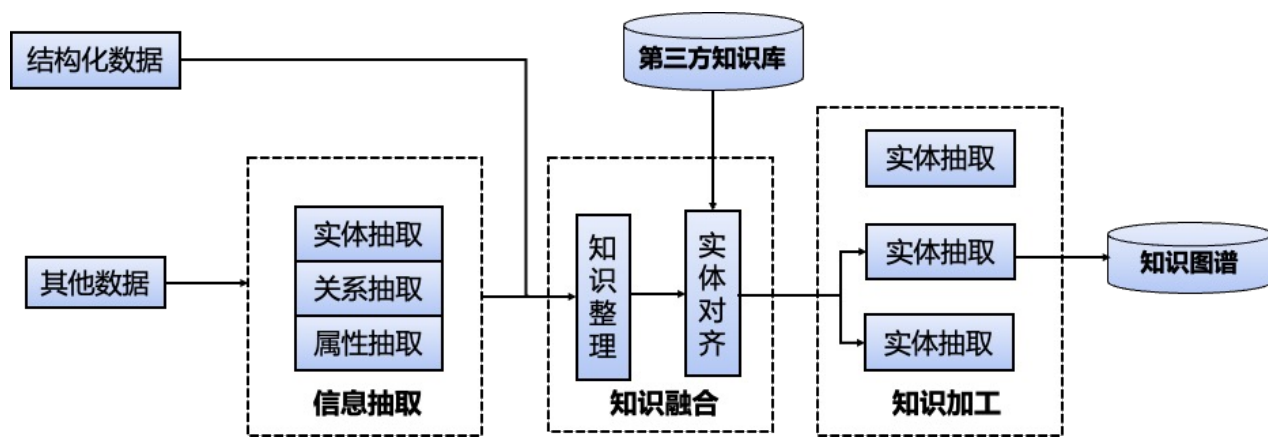 结构化数据
第三方知识库
其他数据
实体抽取
关系抽取
属性抽取
信息抽取
知识整理
实体对齐
知识融合
实体抽取
实体抽取
实体抽取
知识加工
知识图谱